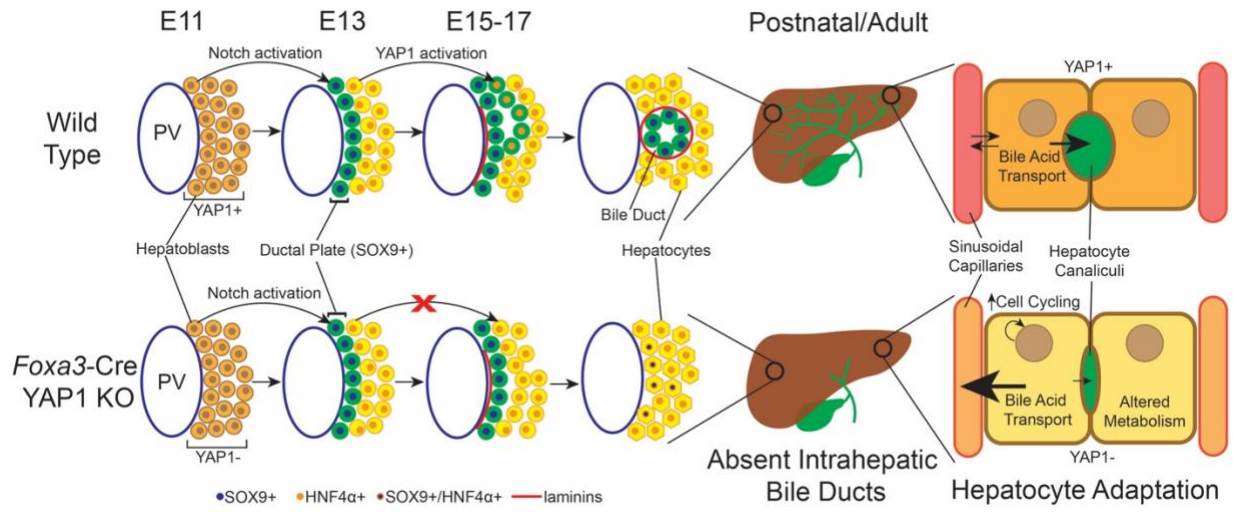 E11
E13
E15-17
Postnatal/Adult
Notch activation
YAP1 activation
YAP1+
Wild
Type
PV
Bile Acid
Transport
YAP1+
Bile Duct
Hepatoblasts
Ductal Plate (SOX9+)
Hepatocytes
Sinusoidal
Capillaries
Hepatocyte
Canaliculi
Notch activation
X
Cell Cycling
Foxa3-Cre
YAP1 KO
PV
Bile Acid
Transport
Altered
Metabolism
YAP1-
YAP1-
Absent Intrahepatic
Bile Ducts
Hepatocyte Adaptation
SOX9+
HNF4α+
SOX9+/HNF4α+
laminins